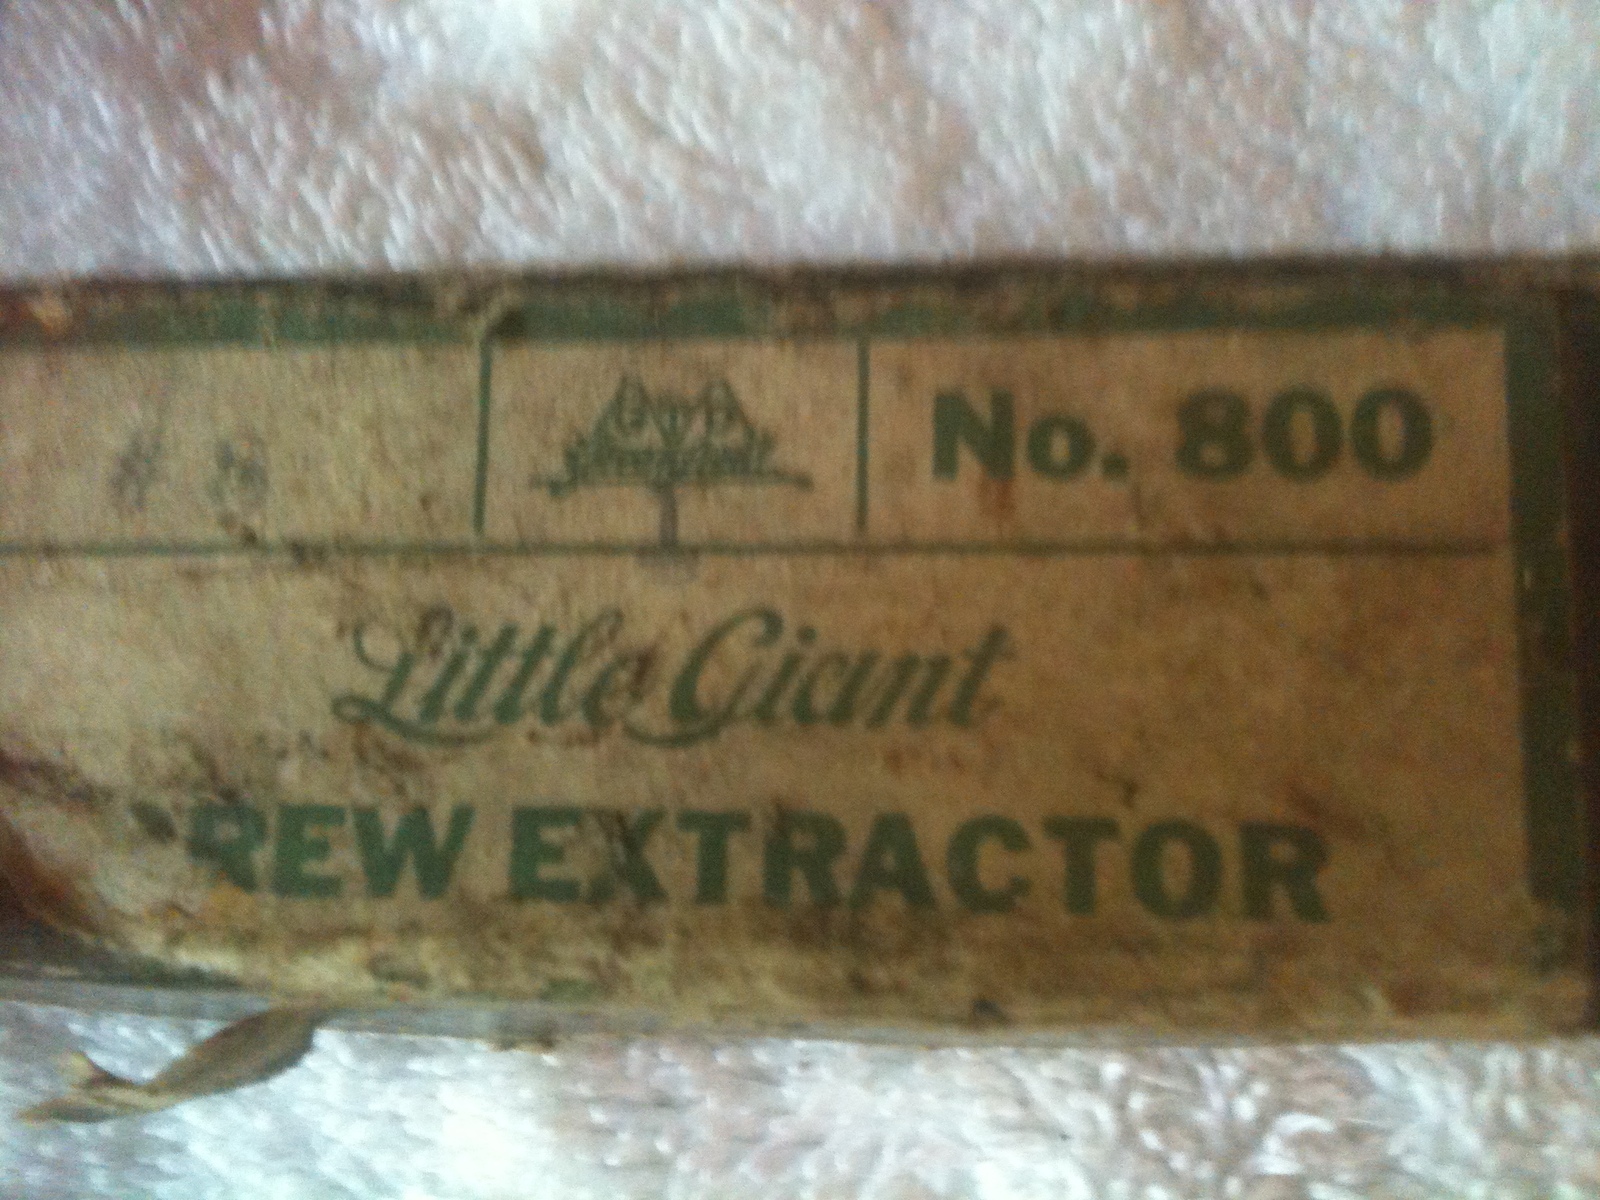 No. 800
Little Giant
REW EXTRACTOR